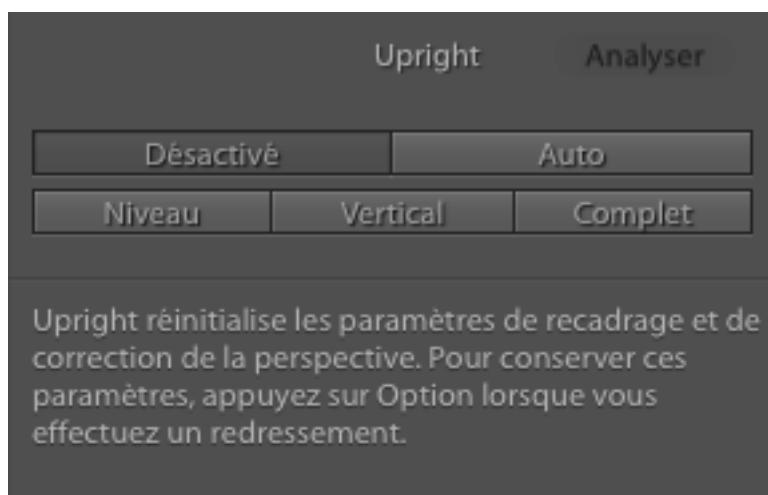 Upright Analyser
Désactivé Auto
Niveau Vertical Complet
Upright réinitialise les paramètres de recadrage et de
correction de la perspective. Pour conserver ces
paramètres, appuyez sur Option lorsque vous
effectuez un redressement.